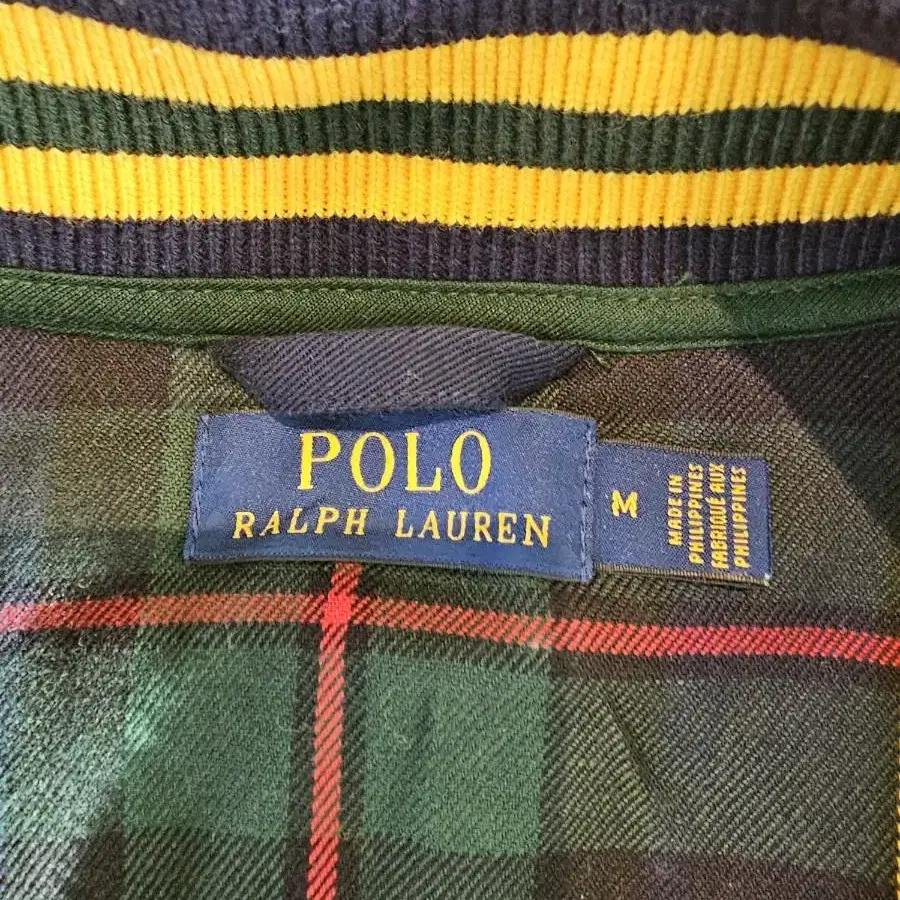 POLO
RALPH LAUREN
M
MADE IN
PHILIPPINES
FABRIQUÉ AUX
PHILIPPINES